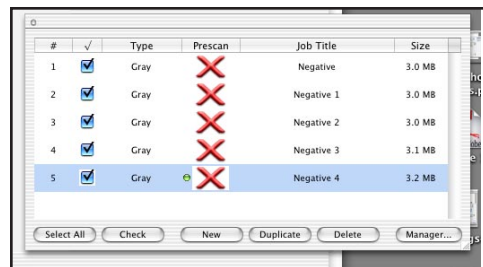 # √ Type Prescan Job Title Size
1 Gray Negative 3.0 MB
2 Gray Negative 1 3.0 MB
3 Gray Negative 2 3.0 MB
4 Gray Negative 3 3.1 MB
5 Gray Negative 4 3.2 MB
Select All Check New Duplicate Delete Manager...